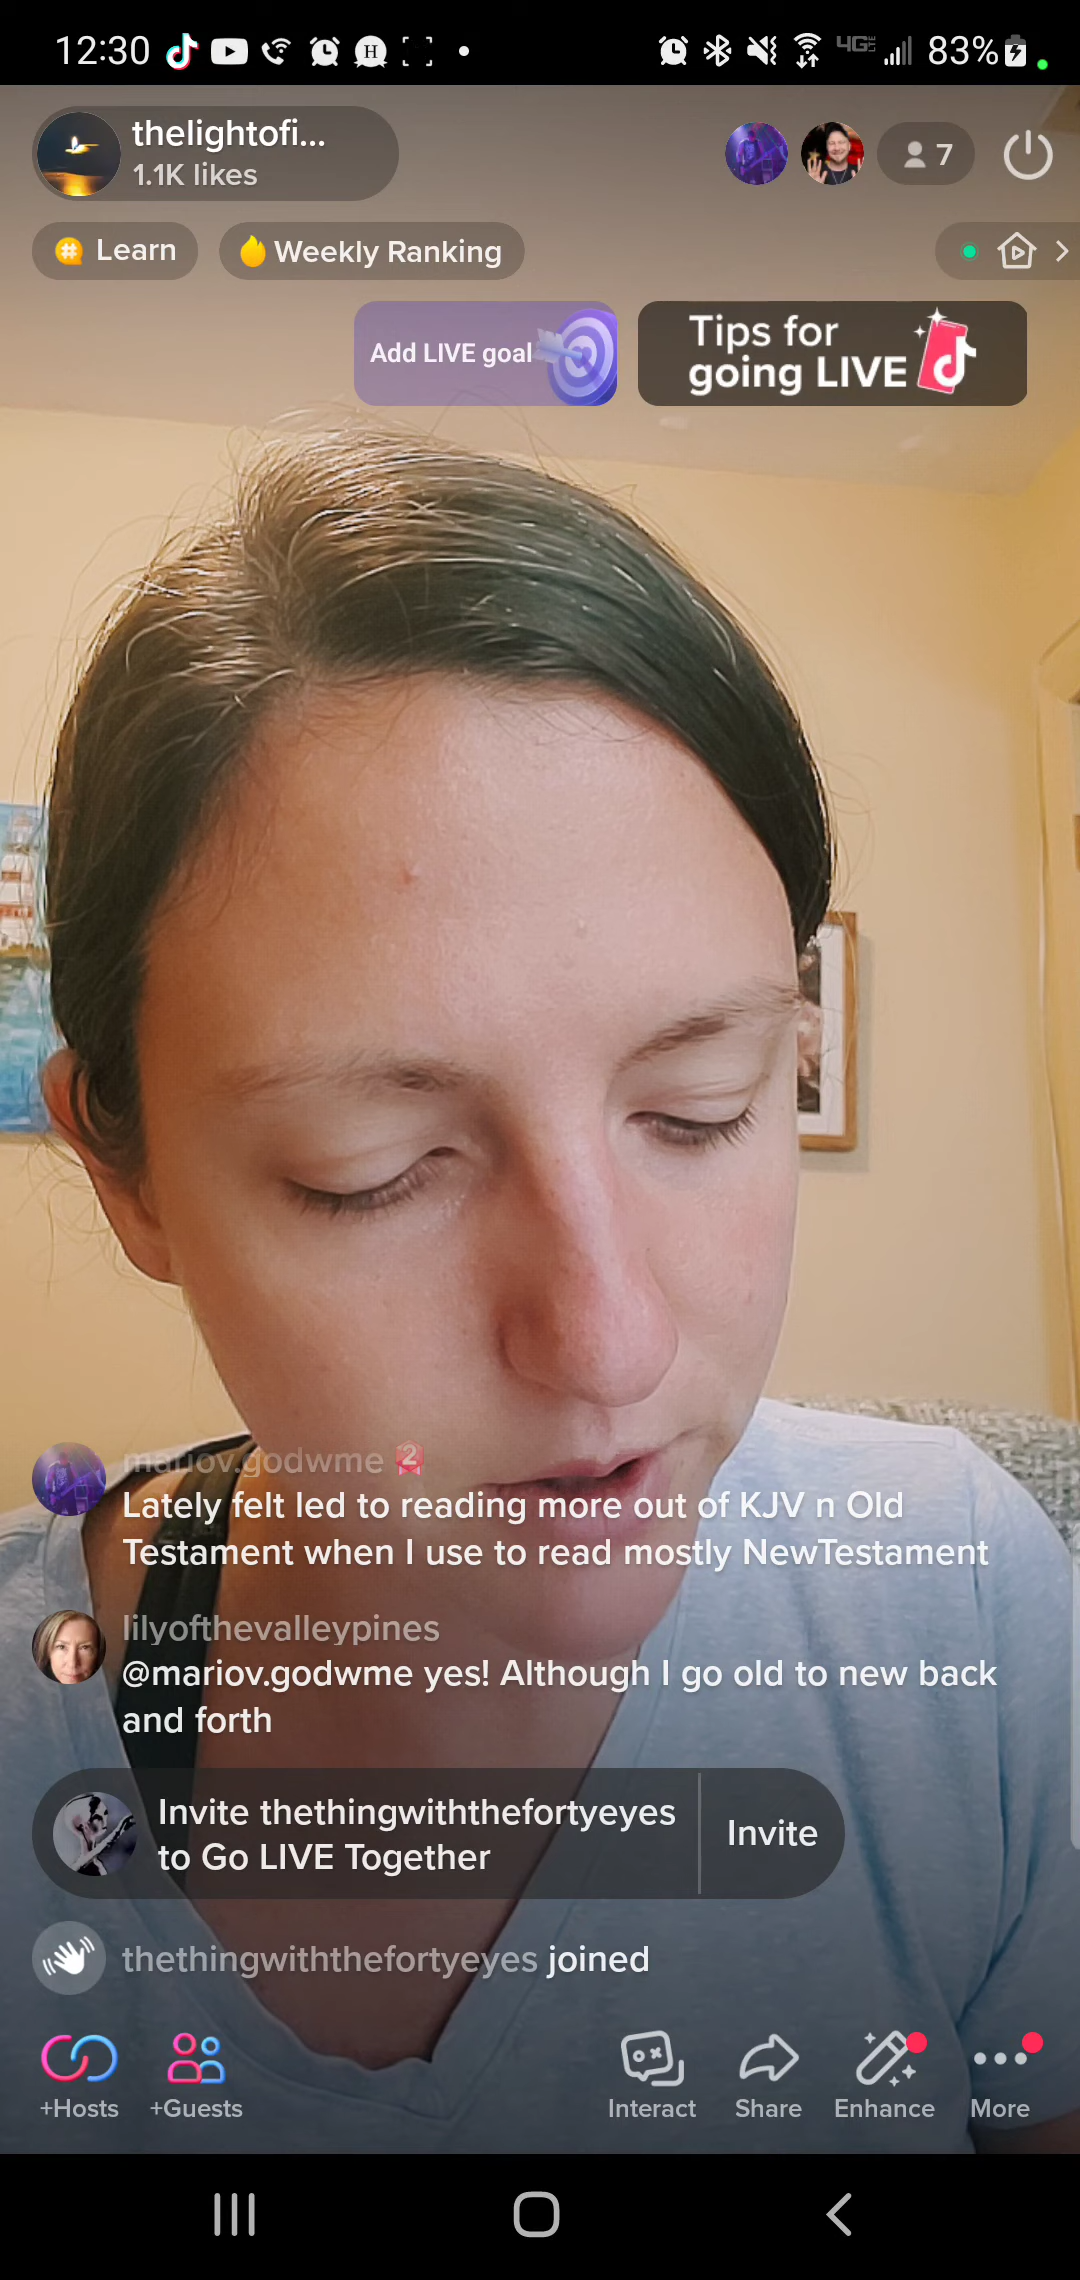 12:30
H
4G LTE
83%
thelightofi...
1.1K likes
7
Learn
Weekly Ranking
Add LIVE goal
Tips for
going LIVE
mariov.godwme 2
Lately felt led to reading more out of KJV n Old
Testament when I use to read mostly NewTestament
lilyofthevalleypines
@mariov.godwme yes! Although I go old to new back
and forth
Invite thethingwiththefortyeyes
to Go LIVE Together
Invite
thethingwiththefortyeyes joined
+Hosts
+Guests
Interact
Share
Enhance
More